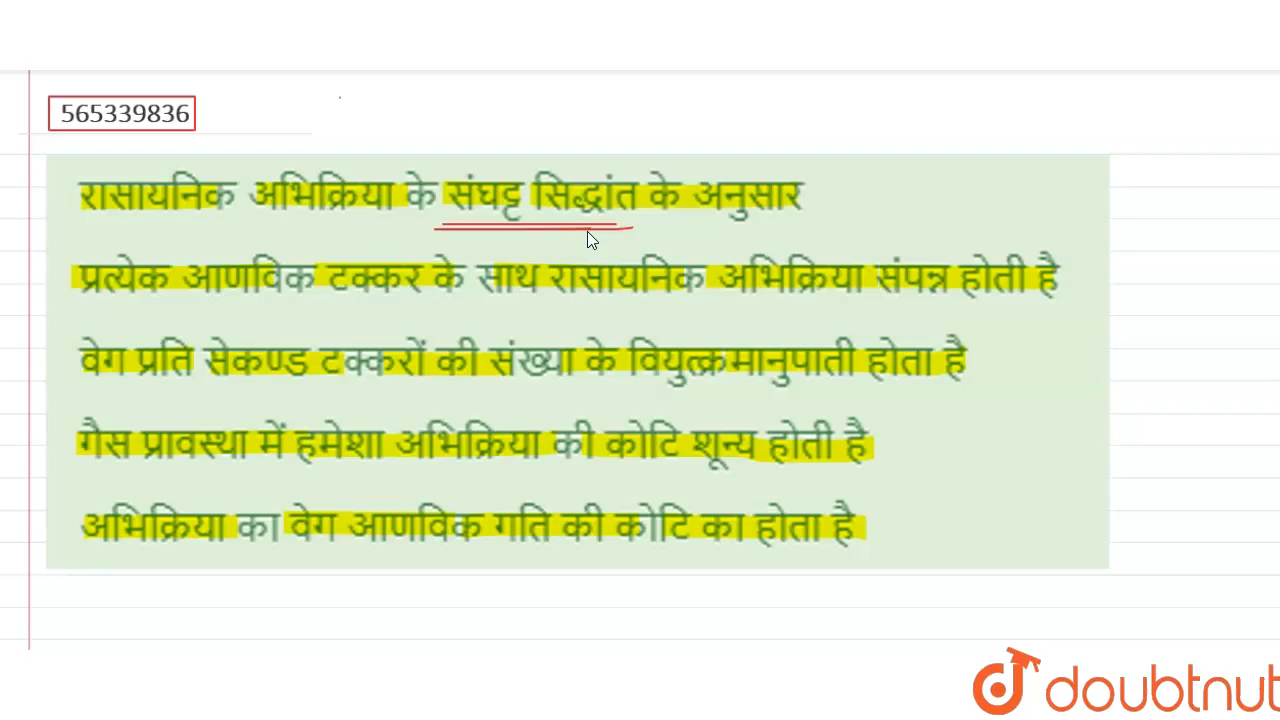 565339836
रासायनिक अभिक्रिया के संघट्ट सिद्धांत के अनुसार
प्रत्येक आणविक टक्कर के साथ रासायनिक अभिक्रिया संपन्न होती है
वेग प्रति सेकण्ड टक्करों की संख्या के वियुत्क्रमानुपाती होता है
गैस प्रावस्था में हमेशा अभिक्रिया की कोटि शून्य होती है
अभिक्रिया का वेग आणविक गति की कोटि का होता है
doubtnut